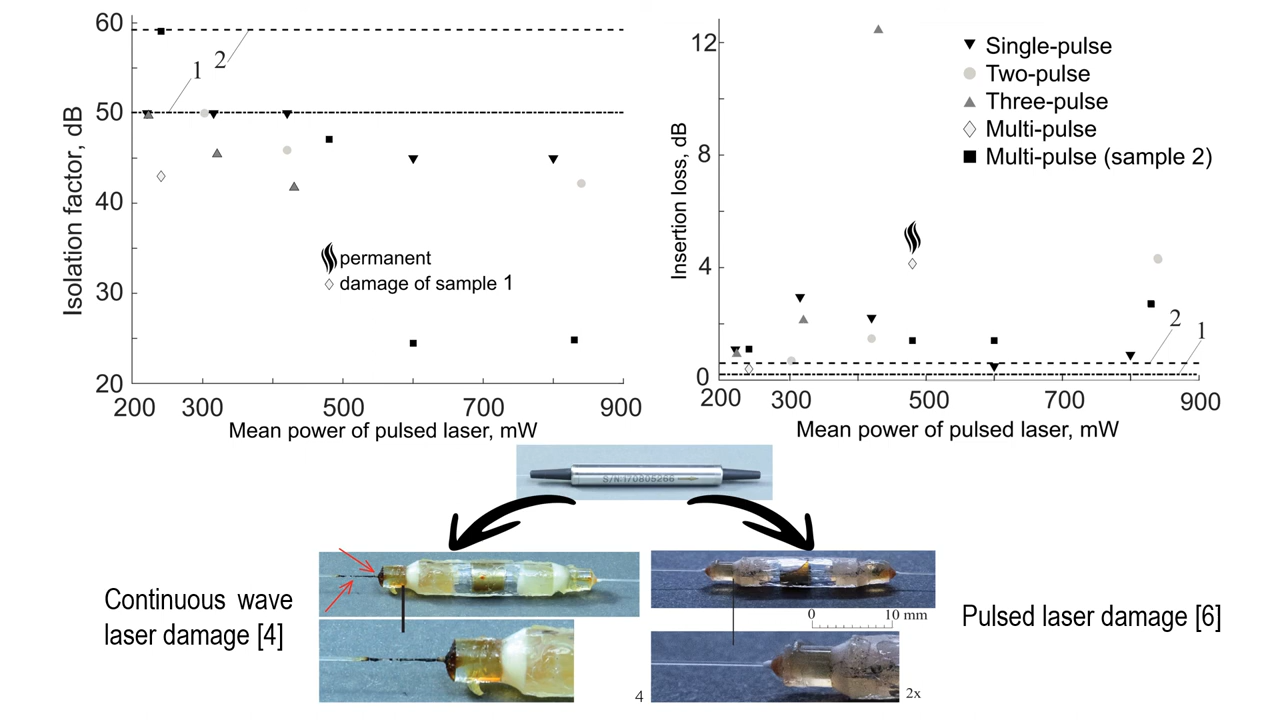 60
50
40
30
20
200
300
500
700
900
Isolation factor, dB
Mean power of pulsed laser, mW
1
2
permanent
damage of sample 1
12
8
4
0
200
300
500
700
900
Insertion loss, dB
Mean power of pulsed laser, mW
Single-pulse
Two-pulse
Three-pulse
Multi-pulse
Multi-pulse (sample 2)
2
1
S/N:170805266
Continuous wave
laser damage [4]
0 10 mm
Pulsed laser damage [6]
4
2x